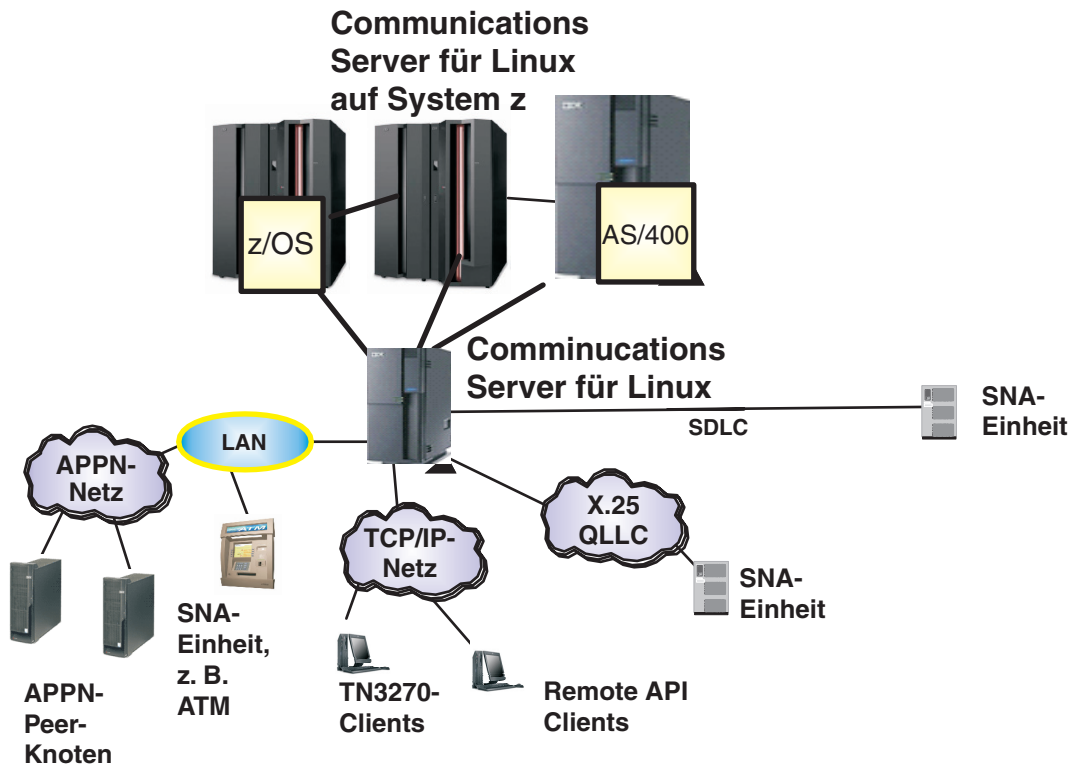 Communications
Server für Linux
auf System z
z/OS
AS/400
Comminucations
Server für Linux
SDLC
SNA-
Einheit
LAN
APPN-
Netz
X.25
QLLC
ATM
TCP/IP-
Netz
SNA-
Einheit
SNA-
Einheit,
z. B.
ATM
APPN-
Peer-
Knoten
TN3270-
Clients
Remote API
Clients